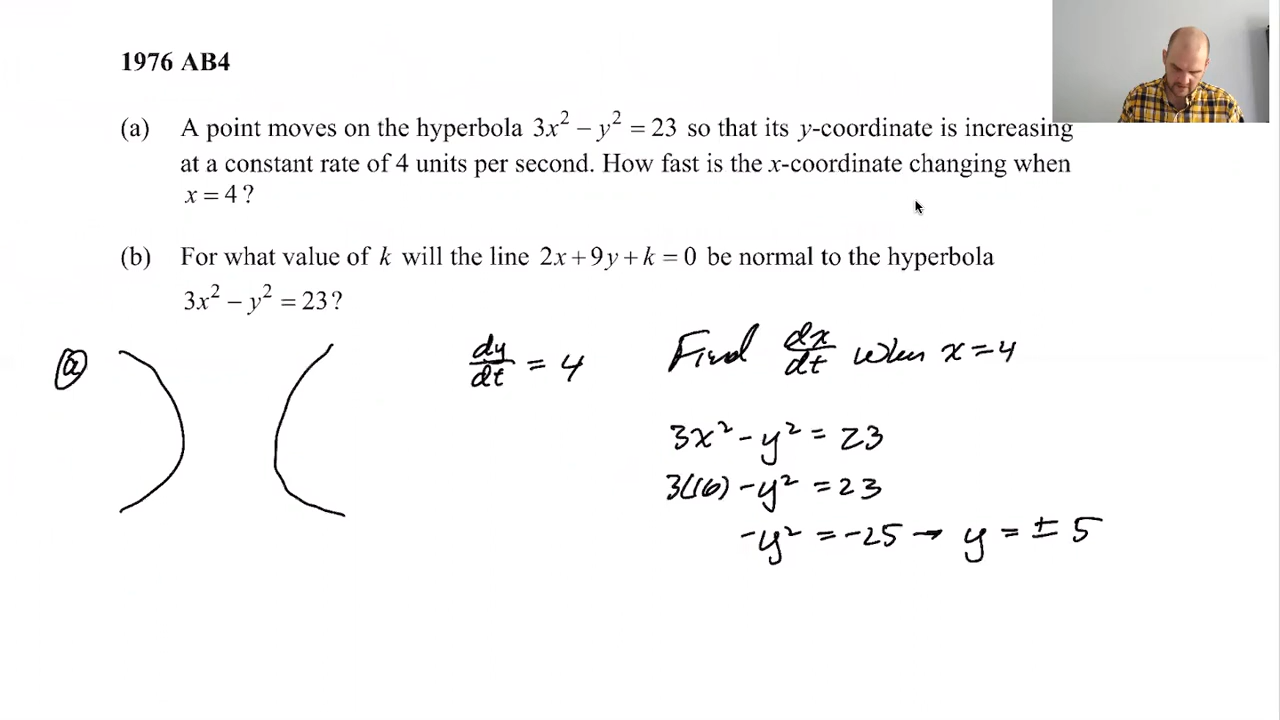 1976 AB4
(a) A point moves on the hyperbola 3x² − y² = 23 so that its y-coordinate is increasing
at a constant rate of 4 units per second. How fast is the x-coordinate changing when
x = 4?
(b) For what value of k will the line 2x + 9y + k = 0 be normal to the hyperbola
3x² − y² = 23?
(a) dy/dt = 4 Find dx/dt when x = 4
3x² - y² = 23
3(16) - y² = 23
-y² = -25 → y = ± 5